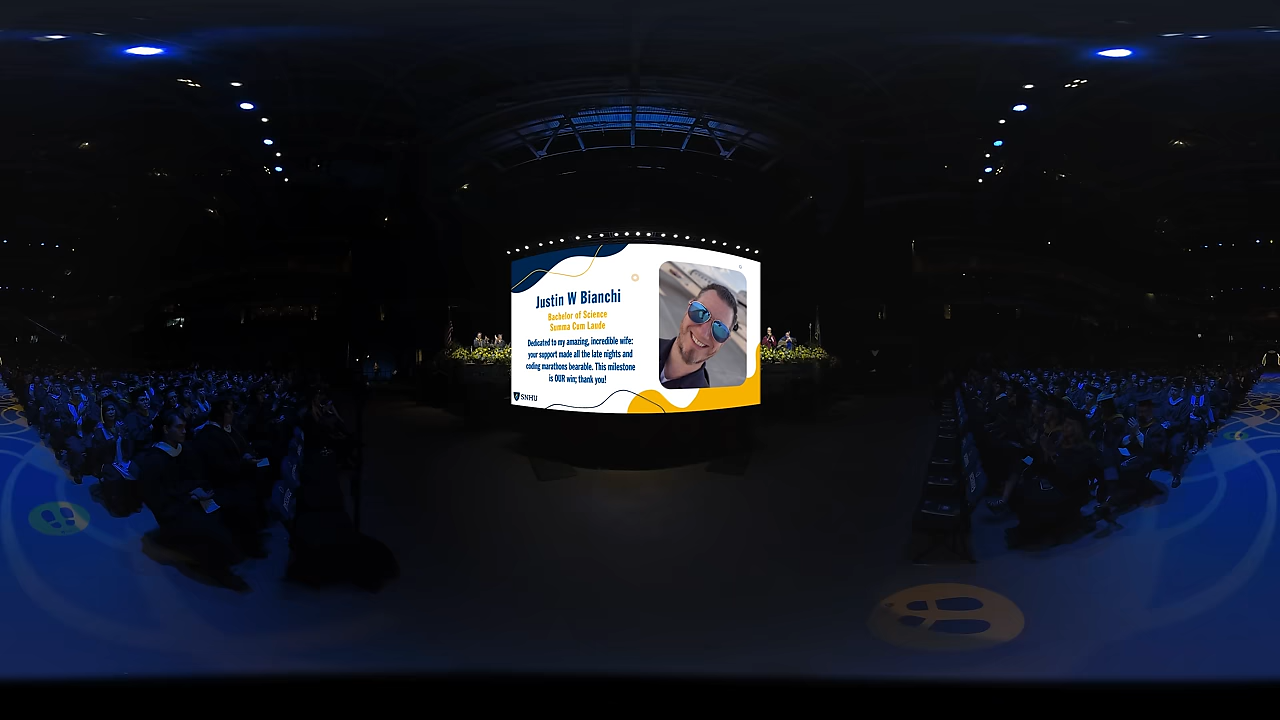 Justin W Bianchi
Bachelor of Science
Summa Cum Laude
Dedicated to my amazing, incredible wife:
your support made all the late nights and
coding marathons bearable. This milestone
is OUR win; thank you!
SNHU